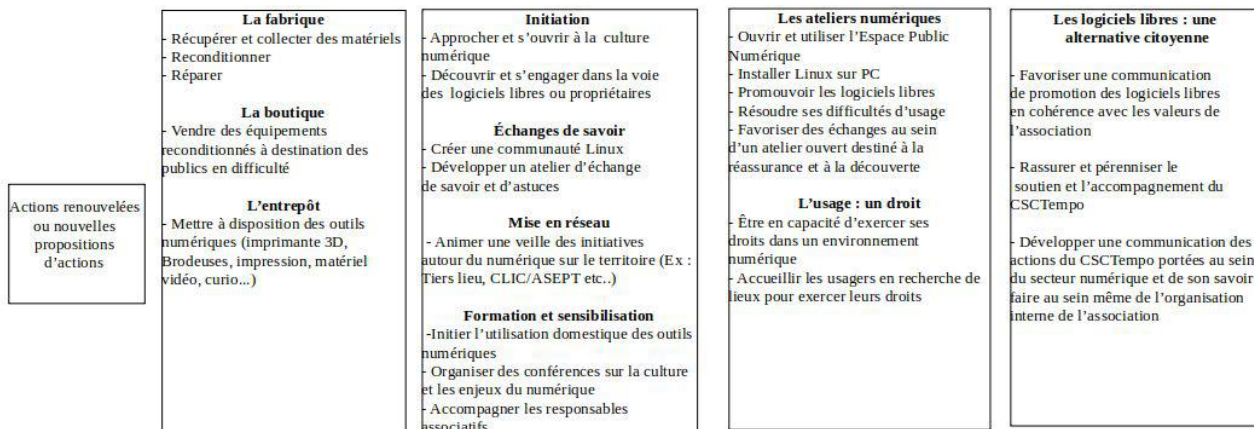 Actions renouvelées
ou nouvelles
propositions
d'actions
La fabrique
- Récupérer et collecter des matériels
- Reconditionner
- Réparer
La boutique
- Vendre des équipements
reconditionnés à destination des
publics en difficulté
L'entrepôt
- Mettre à disposition des outils
numériques (imprimante 3D,
Brodeuses, impression, matériel
vidéo, curio...)
Initiation
- Approcher et s'ouvrir à la culture
numérique
- Découvrir et s'engager dans la voie
des logiciels libres ou propriétaires
Échanges de savoir
- Créer une communauté Linux
- Développer un atelier d'échange
de savoir et d'astuces
Mise en réseau
- Animer une veille des initiatives
autour du numérique sur le territoire (Ex :
Tiers lieu, CLIC/ASEPT etc..)
Formation et sensibilisation
-Initier l'utilisation domestique des outils
numériques
- Organiser des conférences sur la culture
et les enjeux du numérique
- Accompagner les responsables
associatifs
Les ateliers numériques
- Ouvrir et utiliser l'Espace Public
Numérique
- Installer Linux sur PC
- Promouvoir les logiciels libres
- Résoudre ses difficultés d'usage
- Favoriser des échanges au sein
d'un atelier ouvert destiné à la
réassurance et à la découverte
L'usage : un droit
- Être en capacité d'exercer ses
droits dans un environnement
numérique
- Accueillir les usagers en recherche de
lieux pour exercer leurs droits
Les logiciels libres : une
alternative citoyenne
- Favoriser une communication
de promotion des logiciels libres
en cohérence avec les valeurs de
l'association
- Rassurer et pérenniser le
soutien et l'accompagnement du
CSCTempo
- Développer une communication des
actions du CSCTempo portées au sein
du secteur numérique et de son savoir
faire au sein même de l'organisation
interne de l'association